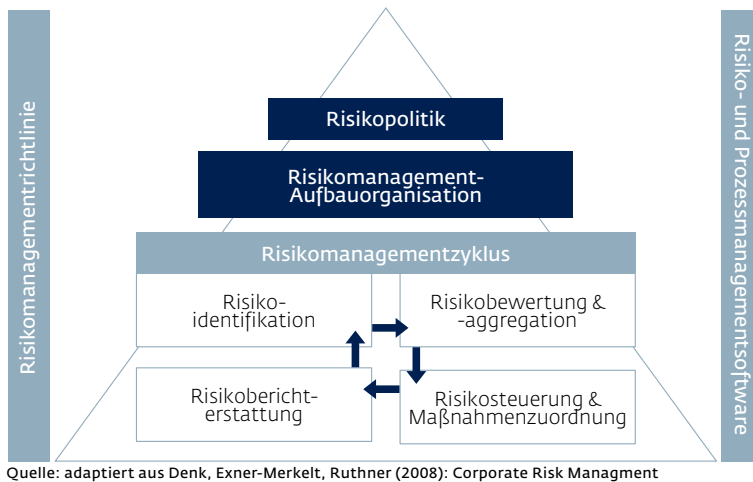 Risikomanagementrichtlinie
Risikopolitik
Risikomanagement-
Aufbauorganisation
Risikomanagementzyklus
Risiko-
identifikation
Risikobewertung &
-aggregation
Risikobericht-
erstattung
Risikosteuerung &
Maßnahmenzuordnung
Risiko- und Prozessmanagementsoftware
Quelle: adaptiert aus Denk, Exner-Merkelt, Ruthner (2008): Corporate Risk Managment